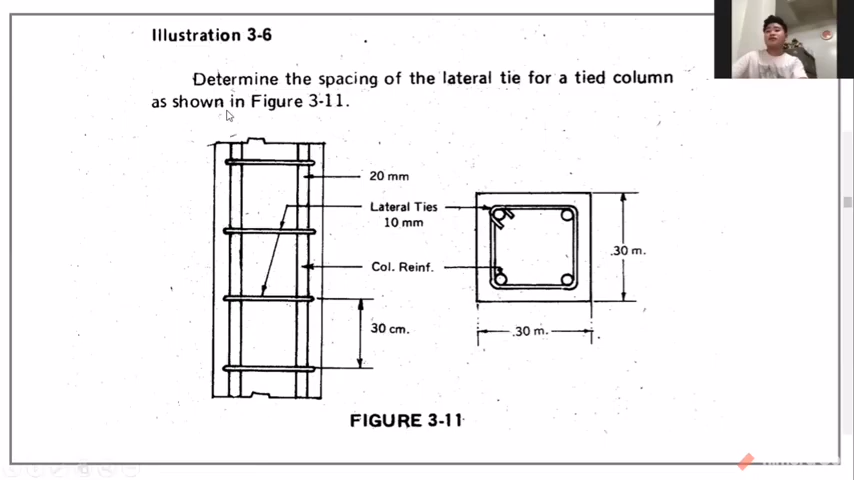 Illustration 3-6
Determine the spacing of the lateral tie for a tied column
as shown in Figure 3-11.
20 mm
Lateral Ties
10 mm
Col. Reinf.
.30 m.
30 cm.
.30 m.
FIGURE 3-11